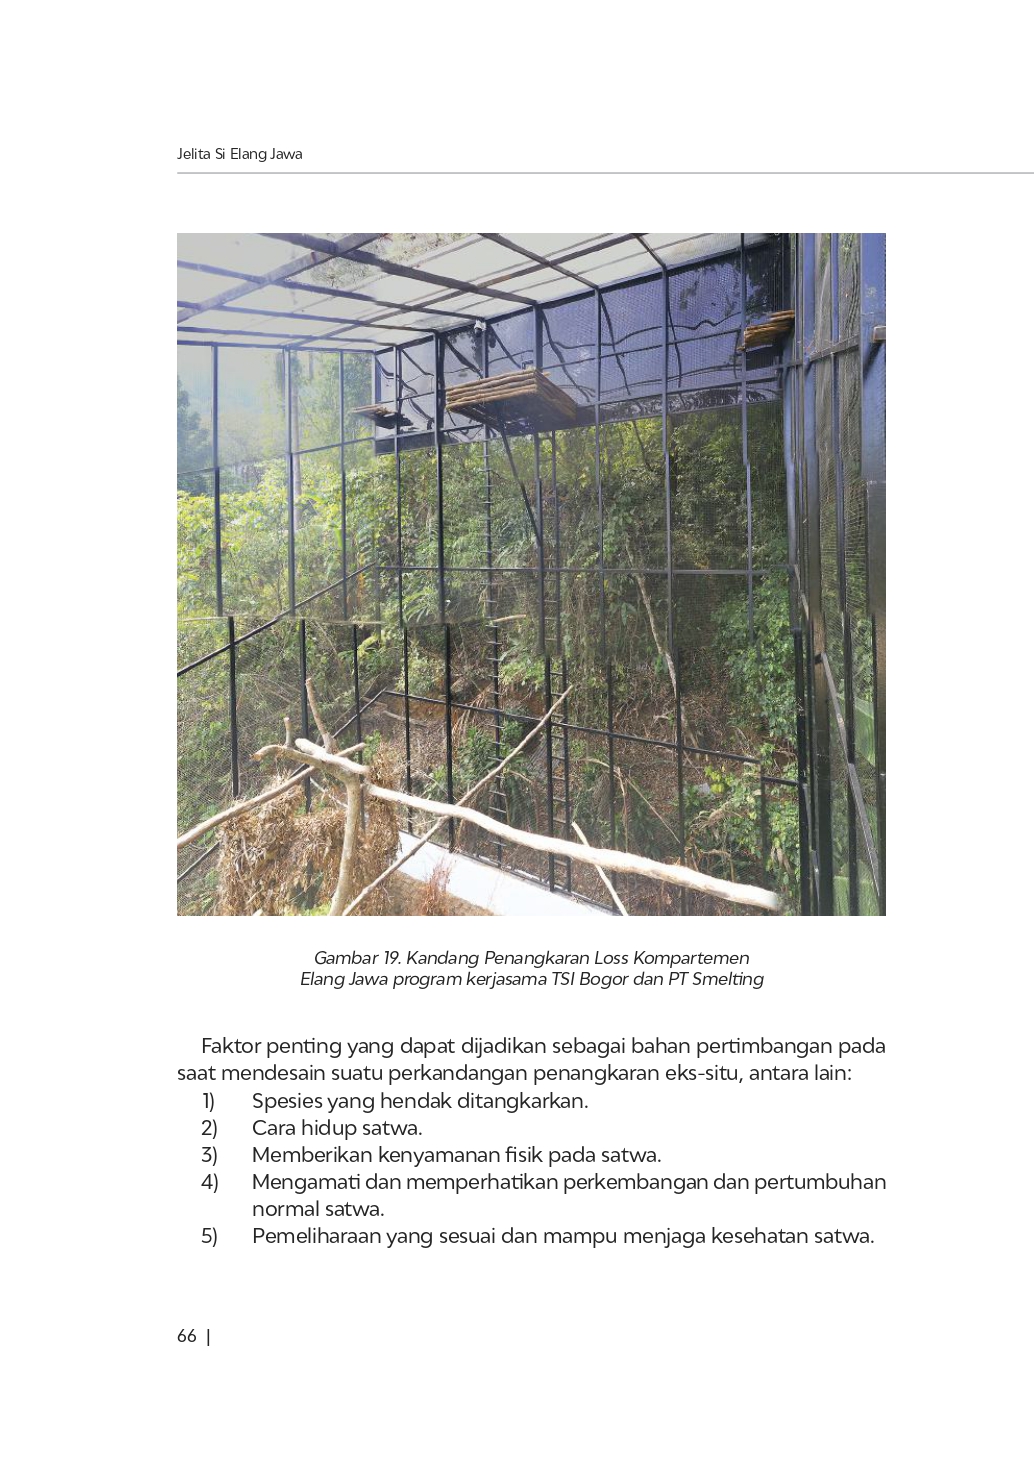 Jelita Si Elang Jawa
Gambar 19. Kandang Penangkaran Loss Kompartemen
Elang Jawa program kerjasama TSI Bogor dan PT Smelting
Faktor penting yang dapat dijadikan sebagai bahan pertimbangan pada
saat mendesain suatu perkandangan penangkaran eks-situ, antara lain:
1) Spesies yang hendak ditangkarkan.
2) Cara hidup satwa.
3) Memberikan kenyamanan fisik pada satwa.
4) Mengamati dan memperhatikan perkembangan dan pertumbuhan
normal satwa.
5) Pemeliharaan yang sesuai dan mampu menjaga kesehatan satwa.
66 |